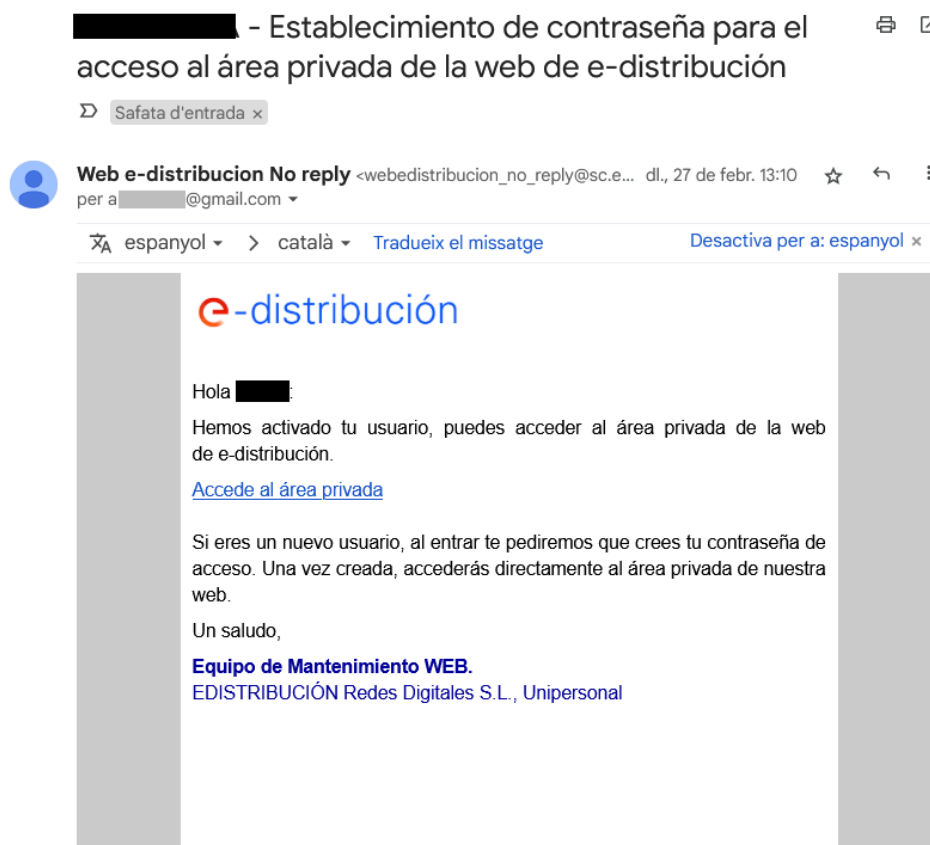 - Establecimiento de contraseña para el
acceso al área privada de la web de e-distribución
Safata d'entrada ×
Web e-distribucion No reply <webedistribucion_no_reply@sc.e... dl., 27 de febr. 13:10
per a @gmail.com
espanyol > català Tradueix el missatge Desactiva per a: espanyol ×
e-distribución
Hola :
Hemos activado tu usuario, puedes acceder al área privada de la web
de e-distribución.
Accede al área privada
Si eres un nuevo usuario, al entrar te pediremos que crees tu contraseña de
acceso. Una vez creada, accederás directamente al área privada de nuestra
web.
Un saludo,
Equipo de Mantenimiento WEB.
EDISTRIBUCIÓN Redes Digitales S.L., Unipersonal